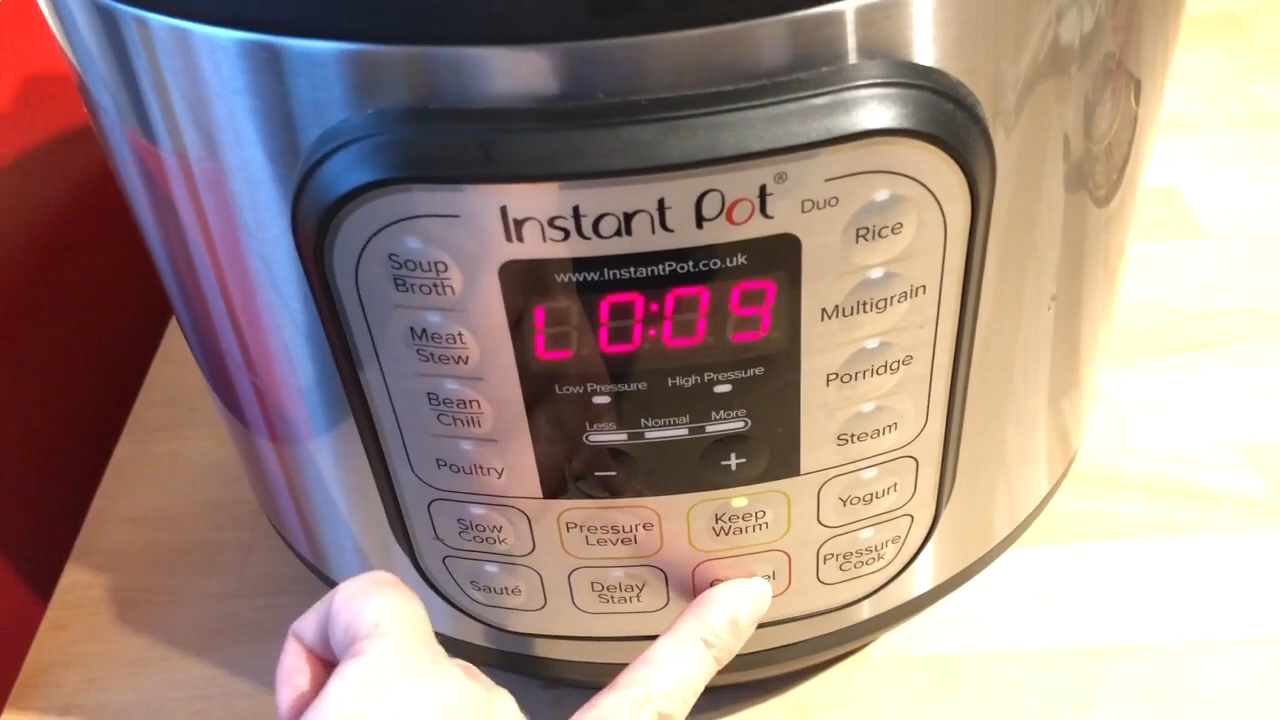 Instant Pot® Duo
www.InstantPot.co.uk
L0:09
Low Pressure High Pressure
Less Normal More
− +
Soup
Broth
Meat
Stew
Bean
Chili
Poultry
Rice
Multigrain
Porridge
Steam
Slow
Cook
Pressure
Level
Keep
Warm
Yogurt
Sauté
Delay
Start
Pressure
Cook